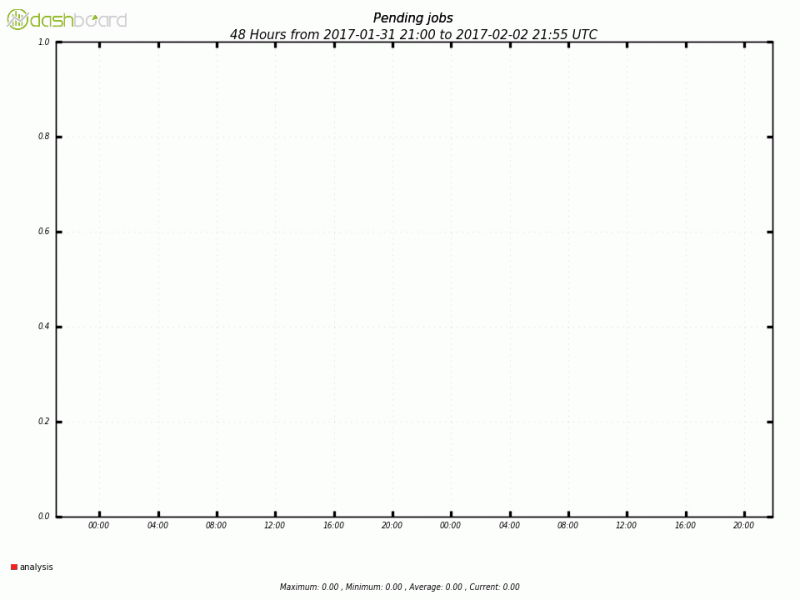 dashboard
Pending jobs
48 Hours from 2017-01-31 21:00 to 2017-02-02 21:55 UTC
1.0
0.8
0.6
0.4
0.2
0.0
00:00 04:00 08:00 12:00 16:00 20:00 00:00 04:00 08:00 12:00 16:00 20:00
analysis
Maximum: 0.00 , Minimum: 0.00 , Average: 0.00 , Current: 0.00